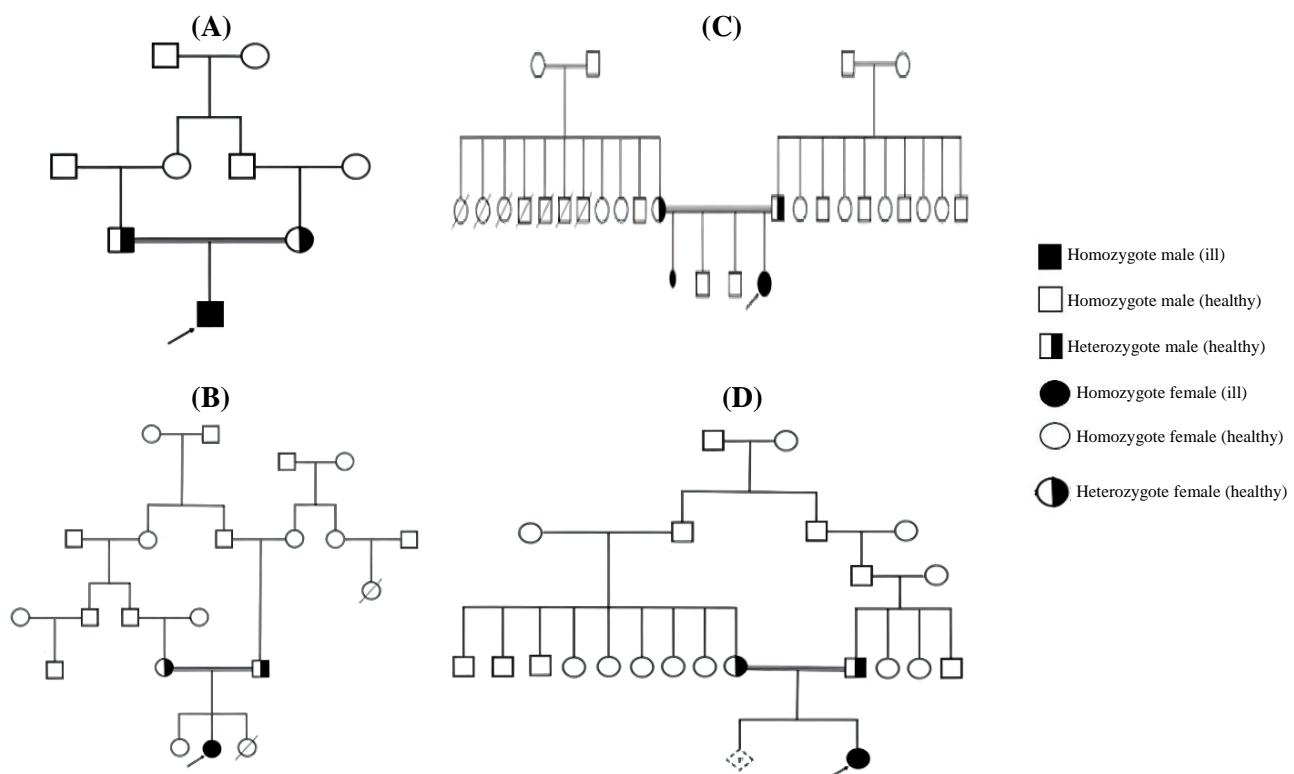 (A)
(C)
(B)
(D)
P
Homozygote male (ill)
Homozygote male (healthy)
Heterozygote male (healthy)
Homozygote female (ill)
Homozygote female (healthy)
Heterozygote female (healthy)